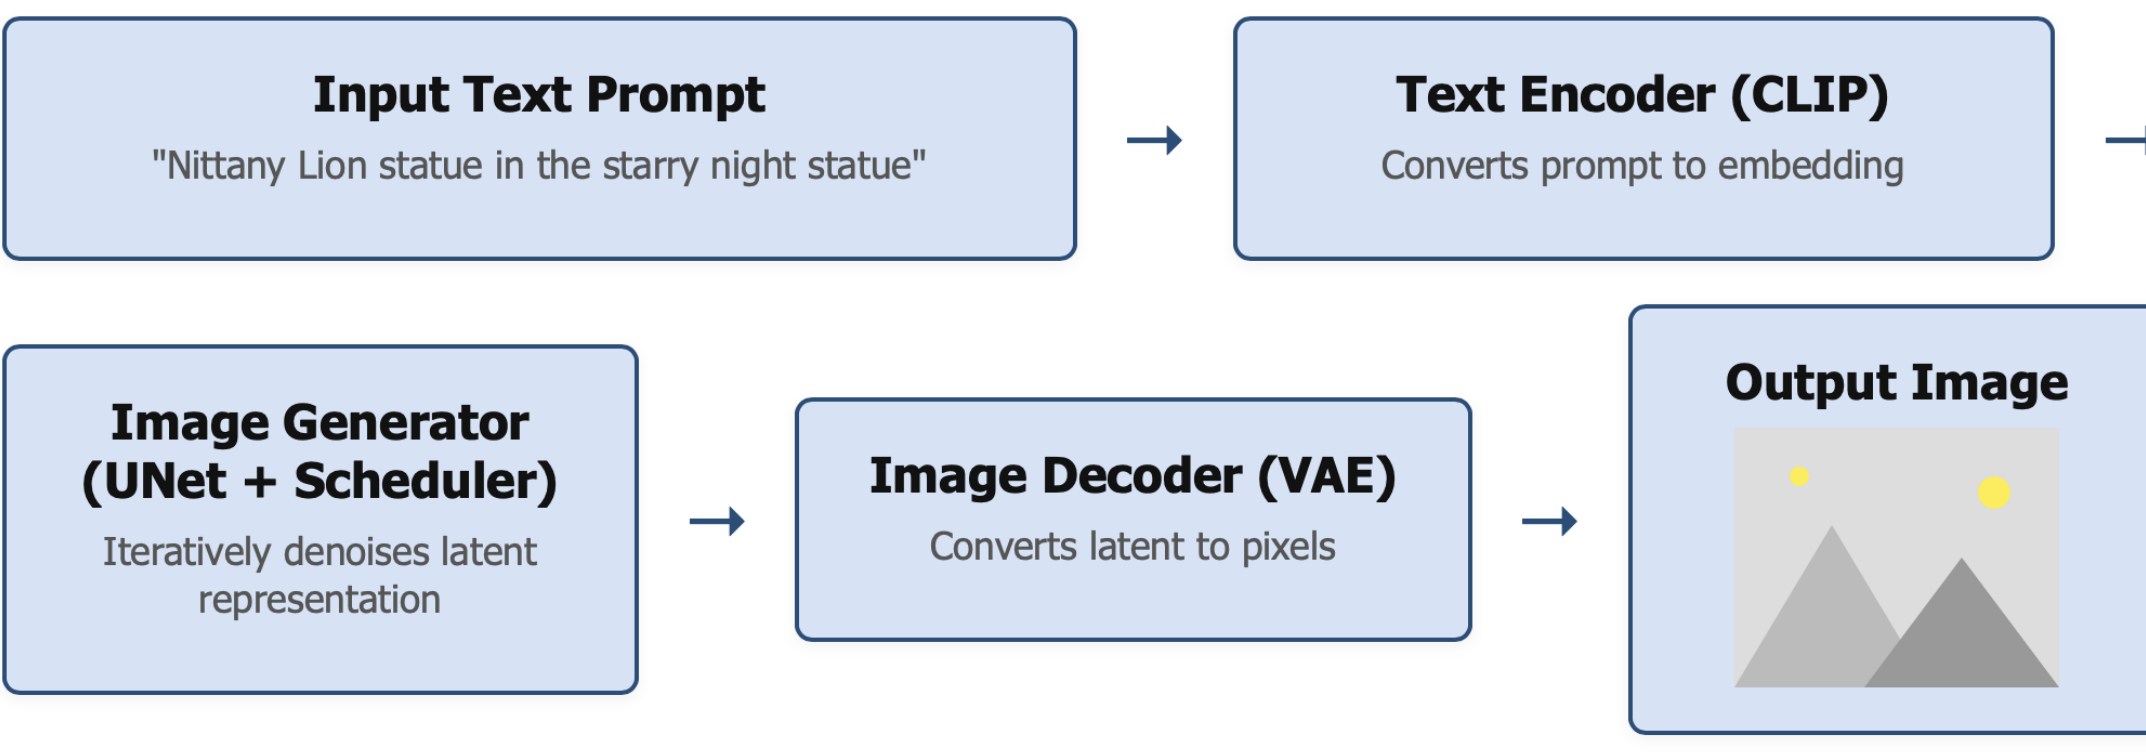 Input Text Prompt
"Nittany Lion statue in the starry night statue"
Text Encoder (CLIP)
Converts prompt to embedding
Image Generator
(UNet + Scheduler)
Iteratively denoises latent
representation
Image Decoder (VAE)
Converts latent to pixels
Output Image